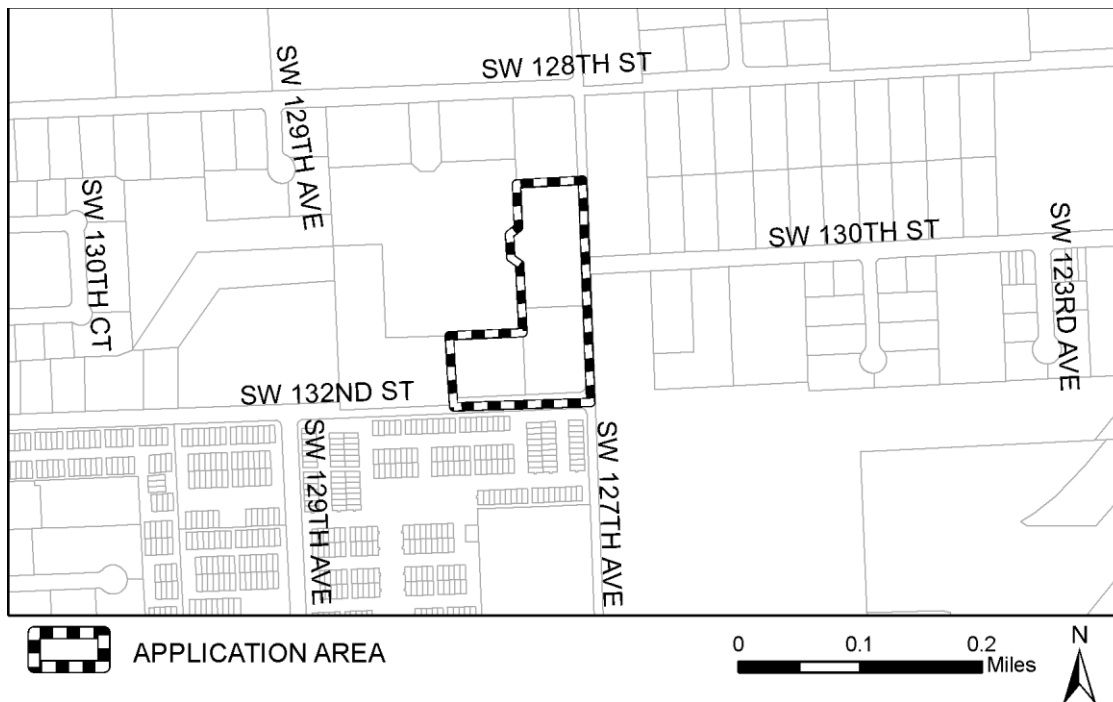 SW 128TH ST
SW 129TH AVE
SW 130TH CT
SW 130TH ST
SW 123RD AVE
SW 132ND ST
SW 129TH AVE
SW 127TH AVE
APPLICATION AREA
0 0.1 0.2
Miles
N